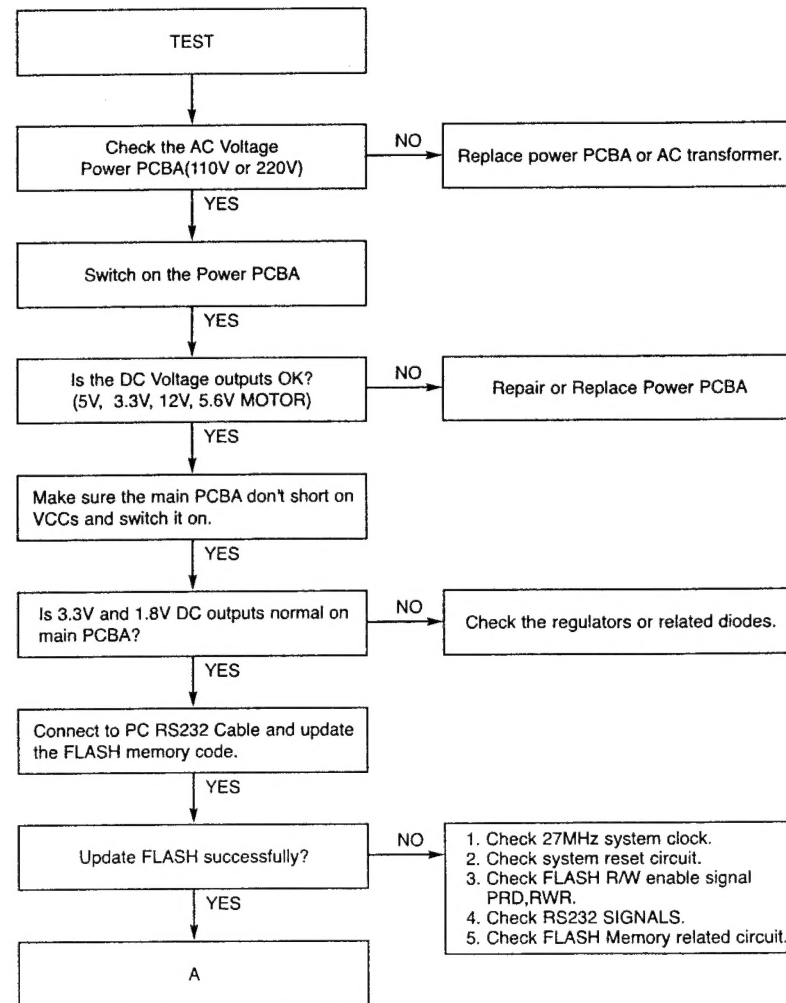 TEST
Check the AC Voltage
Power PCBA(110V or 220V)
NO
Replace power PCBA or AC transformer.
YES
Switch on the Power PCBA
YES
Is the DC Voltage outputs OK?
(5V, 3.3V, 12V, 5.6V MOTOR)
NO
Repair or Replace Power PCBA
YES
Make sure the main PCBA don't short on
VCCs and switch it on.
YES
Is 3.3V and 1.8V DC outputs normal on
main PCBA?
NO
Check the regulators or related diodes.
YES
Connect to PC RS232 Cable and update
the FLASH memory code.
YES
Update FLASH successfully?
NO
1. Check 27MHz system clock.
2. Check system reset circuit.
3. Check FLASH R/W enable signal
PRD,RWR.
4. Check RS232 SIGNALS.
5. Check FLASH Memory related circuit.
YES
A